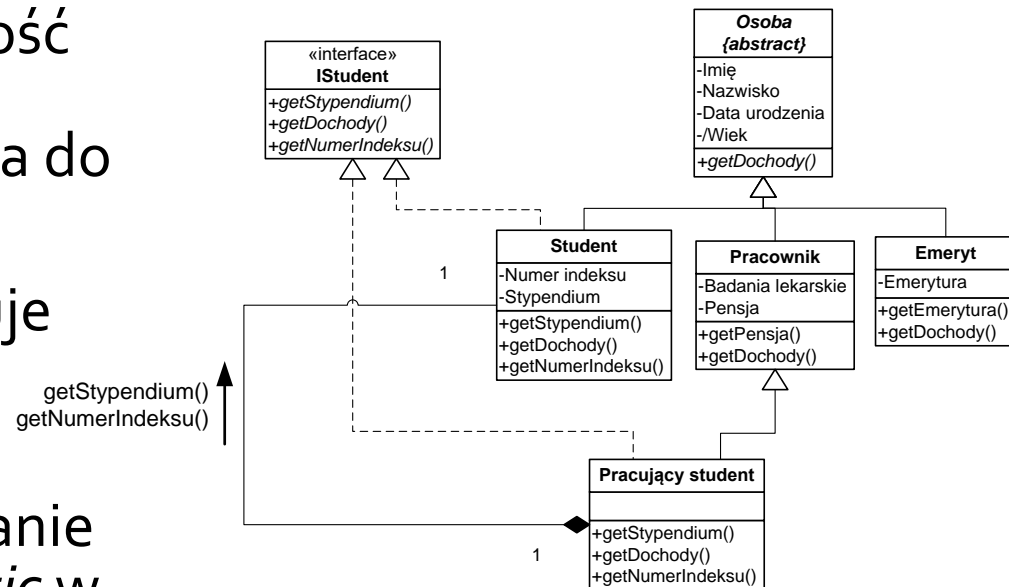 ość
a do
uje
anie
w
«interface»
IStudent
+getStypendium()
+getDochody()
+getNumerIndeksu()
Osoba
{abstract}
-Imię
-Nazwisko
-Data urodzenia
-/Wiek
+getDochody()
Student
-Numer indeksu
-Stypendium
+getStypendium()
+getDochody()
+getNumerIndeksu()
Pracownik
-Badania lekarskie
-Pensja
+getPensja()
+getDochody()
Emeryt
-Emerytura
+getEmerytura()
+getDochody()
1
getStypendium()
getNumerIndeksu()
Pracujący student
+getStypendium()
+getDochody()
+getNumerIndeksu()
1